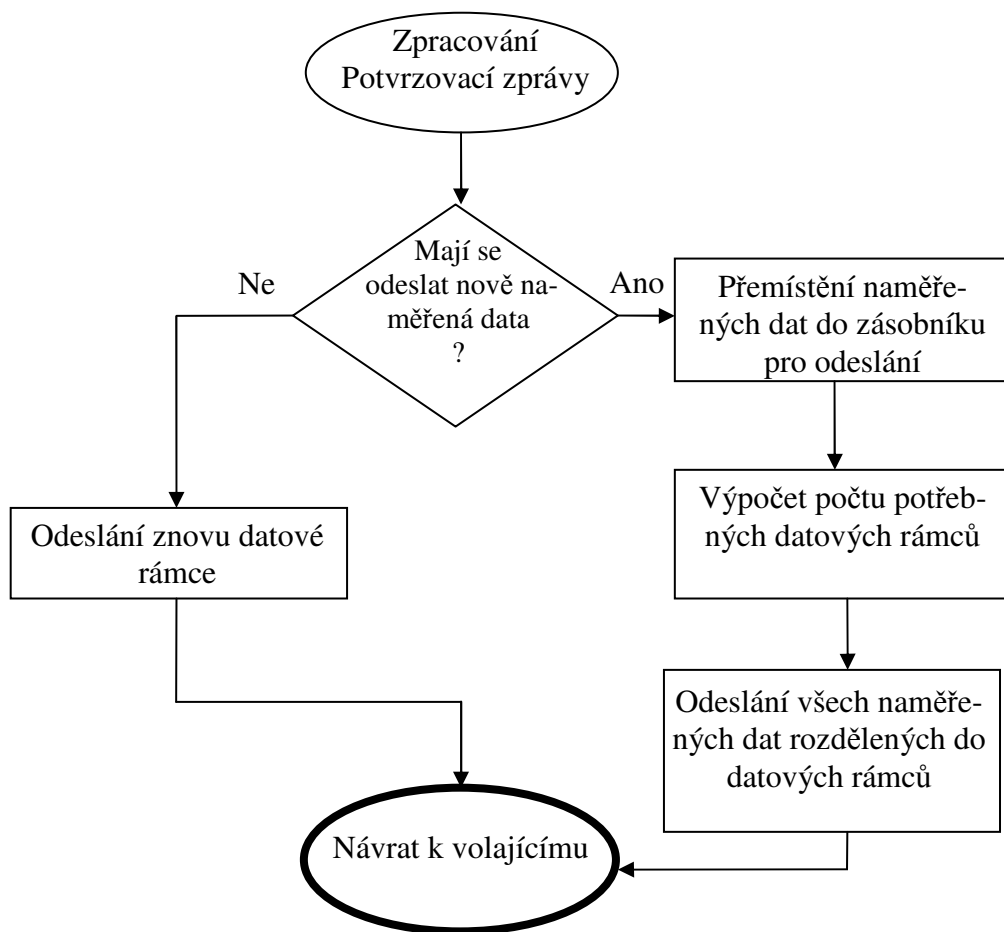 Zpracování
Potvrzovací zprávy
Mají se
odeslat nově na-
měřená data
?
Ne
Ano
Přemístění naměře-
ných dat do zásobníku
pro odeslání
Výpočet počtu potřeb-
ných datových rámců
Odeslání znovu datové
rámce
Odeslání všech naměře-
ných dat rozdělených do
datových rámců
Návrat k volajícímu